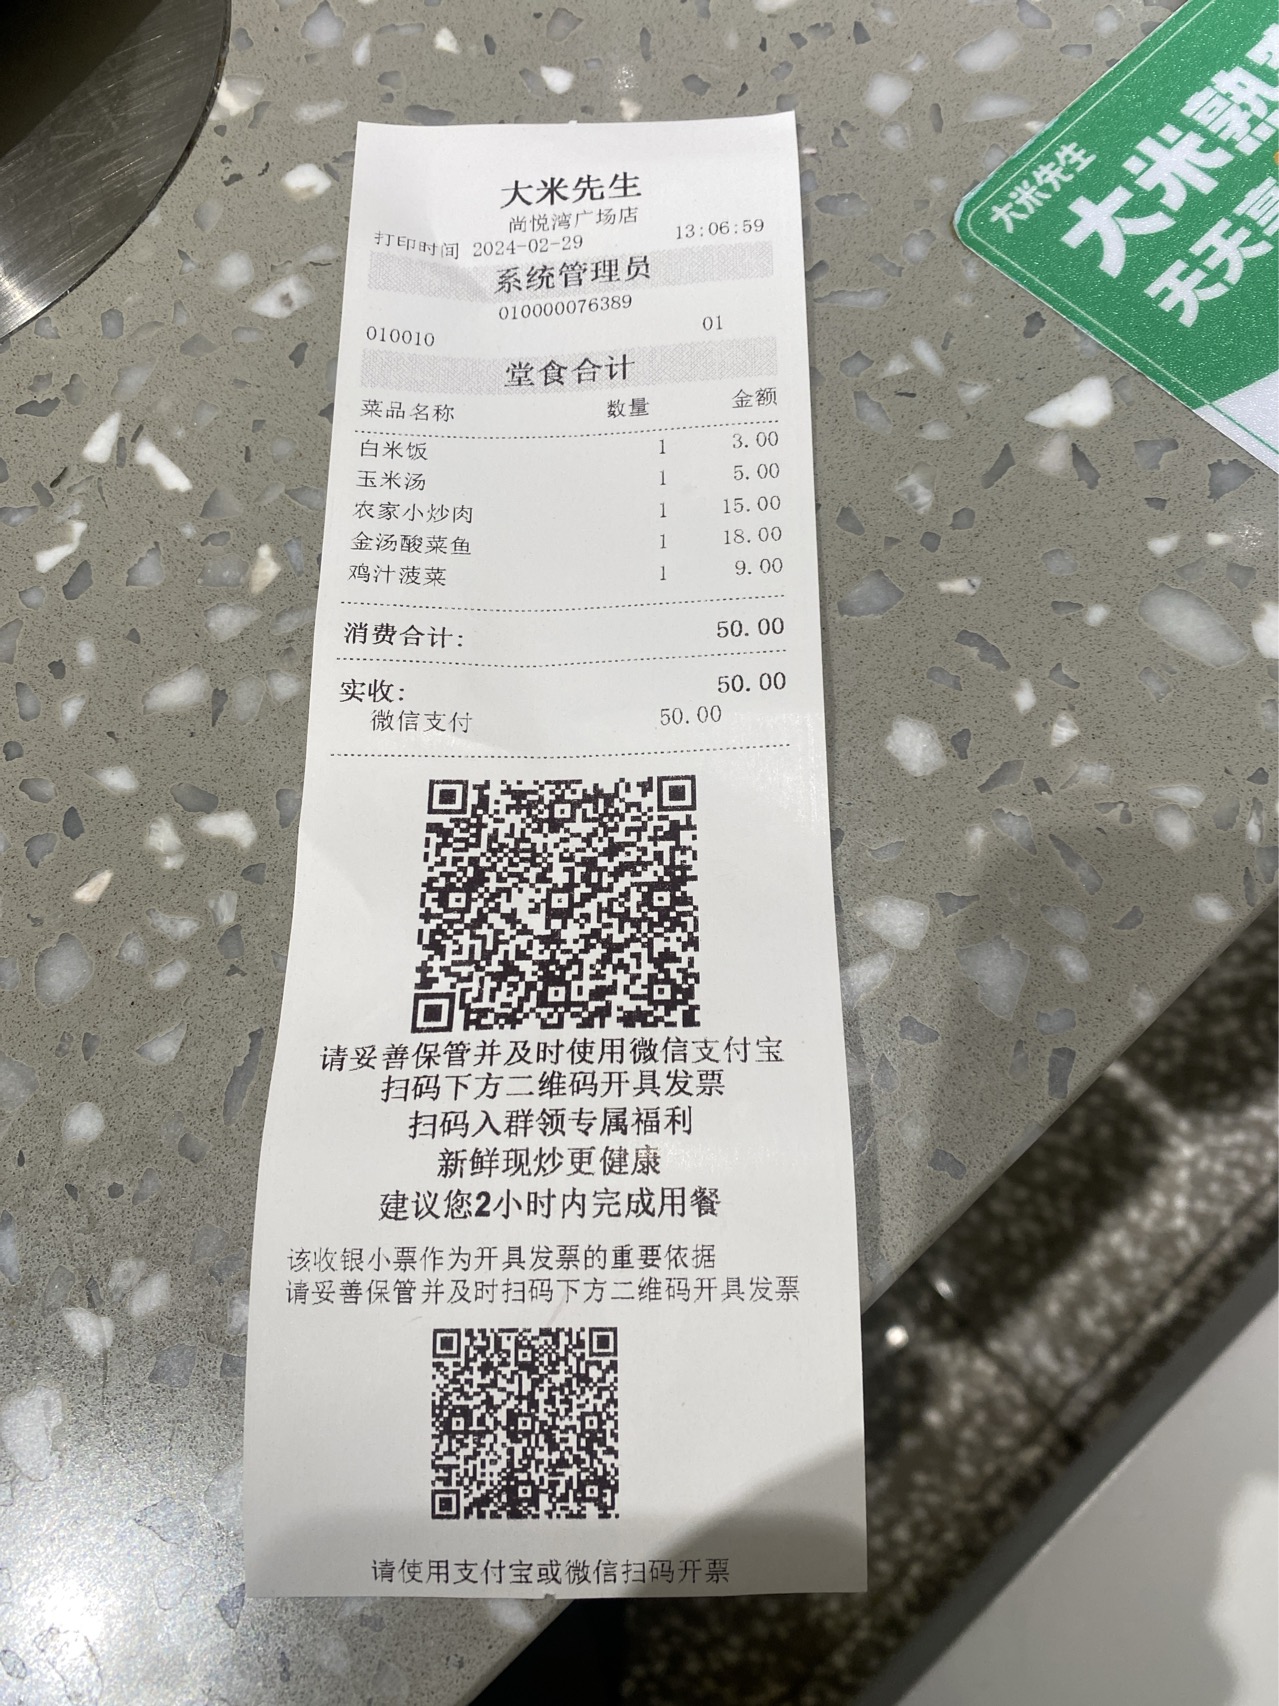 大米先生
尚悦湾广场店
打印时间 2024-02-29 13:06:59
系统管理员
010000076389
010010 01
堂食合计
菜品名称 数量 金额
白米饭 1 3.00
玉米汤 1 5.00
农家小炒肉 1 15.00
金汤酸菜鱼 1 18.00
鸡汁菠菜 1 9.00
消费合计: 50.00
实收: 50.00
微信支付 50.00
请妥善保管并及时使用微信支付宝
扫码下方二维码开具发票
扫码入群领专属福利
新鲜现炒更健康
建议您2小时内完成用餐
该收银小票作为开具发票的重要依据
请妥善保管并及时扫码下方二维码开具发票
请使用支付宝或微信扫码开票
大米先生
大米熟
天天享